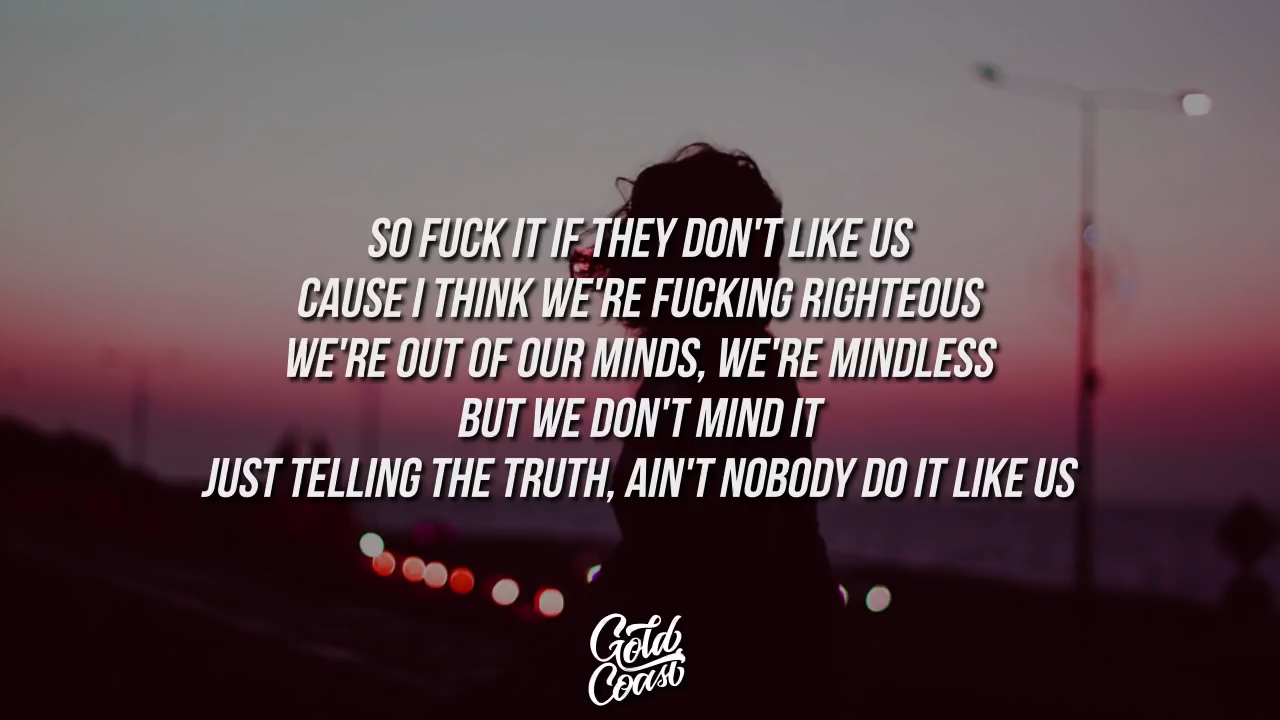 SO FUCK IT IF THEY DON'T LIKE US
CAUSE I THINK WE'RE FUCKING RIGHTEOUS
WE'RE OUT OF OUR MINDS, WE'RE MINDLESS
BUT WE DON'T MIND IT
JUST TELLING THE TRUTH, AIN'T NOBODY DO IT LIKE US
Gold
Coast